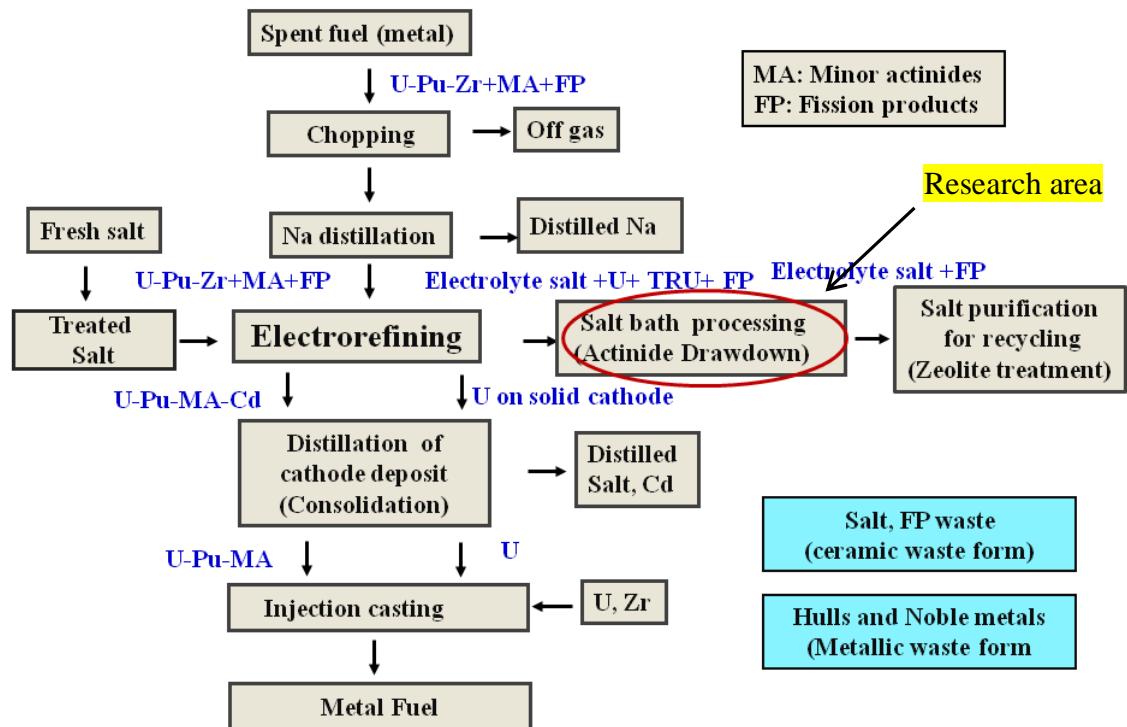 Spent fuel (metal)
MA: Minor actinides
FP: Fission products
U-Pu-Zr+MA+FP
Chopping
Off gas
Research area
Fresh salt
Na distillation
Distilled Na
U-Pu-Zr+MA+FP
Electrolyte salt +U+ TRU+ FP
Electrolyte salt +FP
Treated
Salt
Electrorefining
Salt bath processing
(Actinide Drawdown)
Salt purification
for recycling
(Zeolite treatment)
U-Pu-MA-Cd
U on solid cathode
Distillation of
cathode deposit
(Consolidation)
Distilled
Salt, Cd
Salt, FP waste
(ceramic waste form)
U-Pu-MA
U
Injection casting
U, Zr
Hulls and Noble metals
(Metallic waste form
Metal Fuel